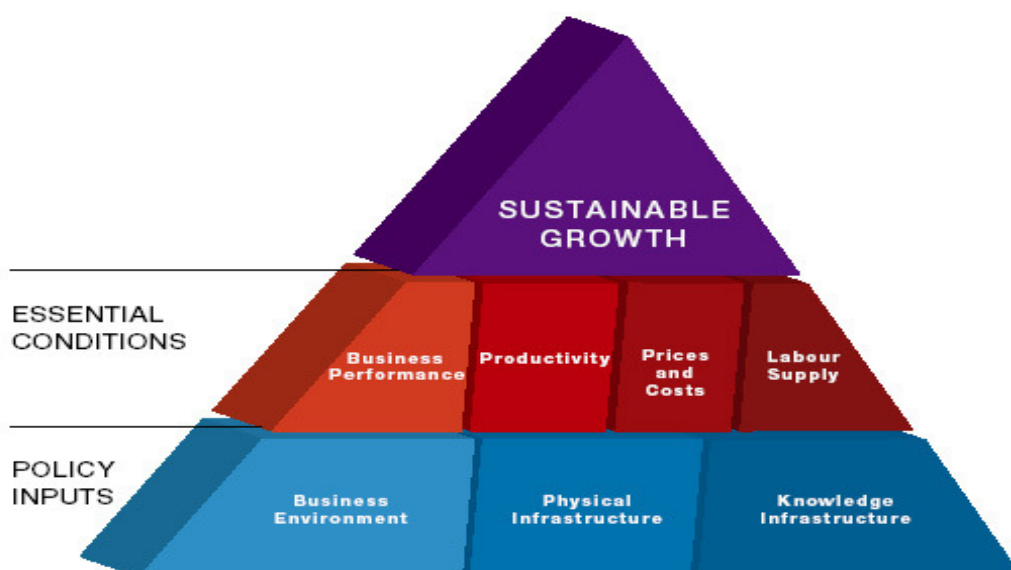 SUSTAINABLE
GROWTH
ESSENTIAL
CONDITIONS
Business
Performance
Productivity
Prices
and
Costs
Labour
Supply
POLICY
INPUTS
Business
Environment
Physical
Infrastructure
Knowledge
Infrastructure